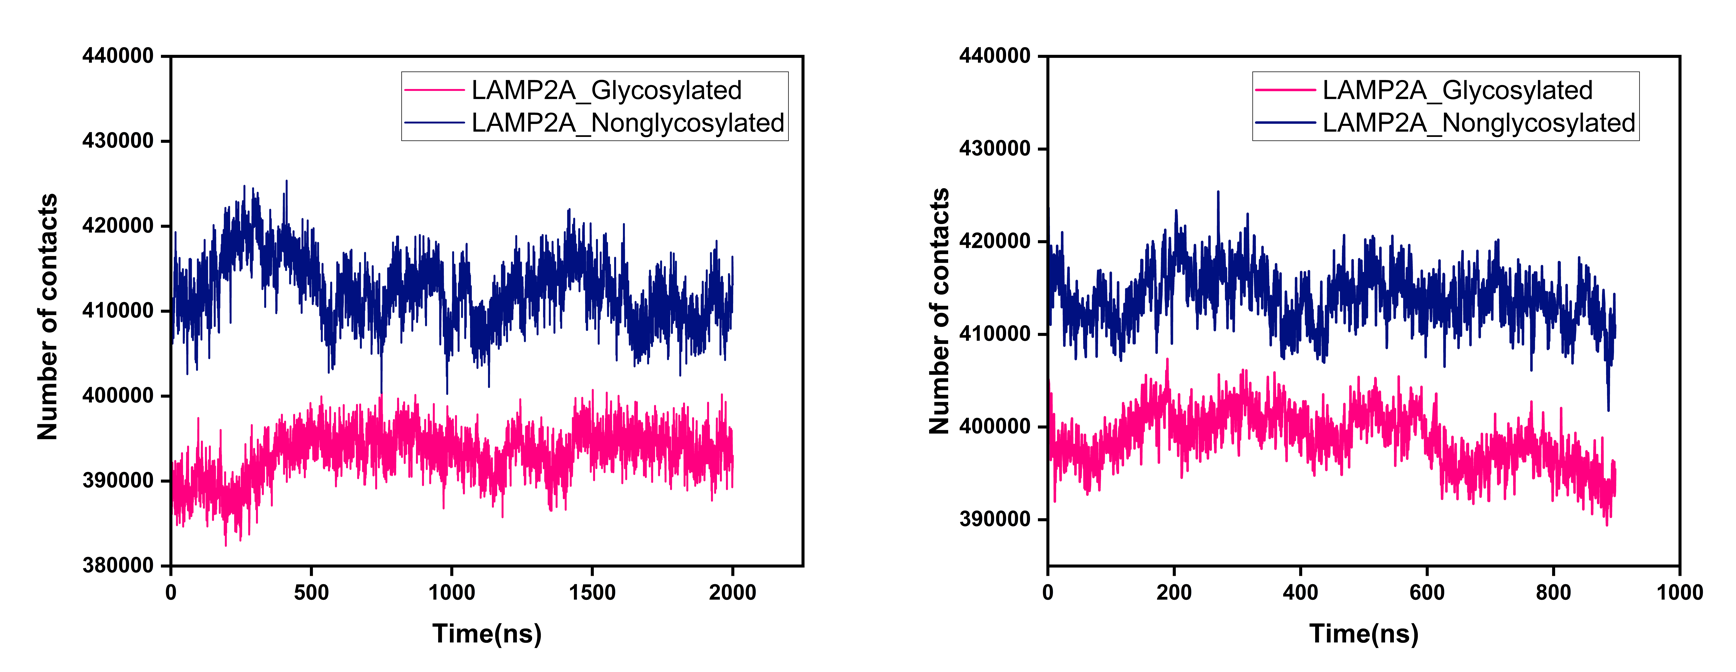 440000
430000
420000
410000
400000
390000
380000
Number of contacts
LAMP2A_Glycosylated
LAMP2A_Nonglycosylated
0 500 1000 1500 2000
Time(ns)
440000
430000
420000
410000
400000
390000
Number of contacts
LAMP2A_Glycosylated
LAMP2A_Nonglycosylated
0 200 400 600 800 1000
Time(ns)